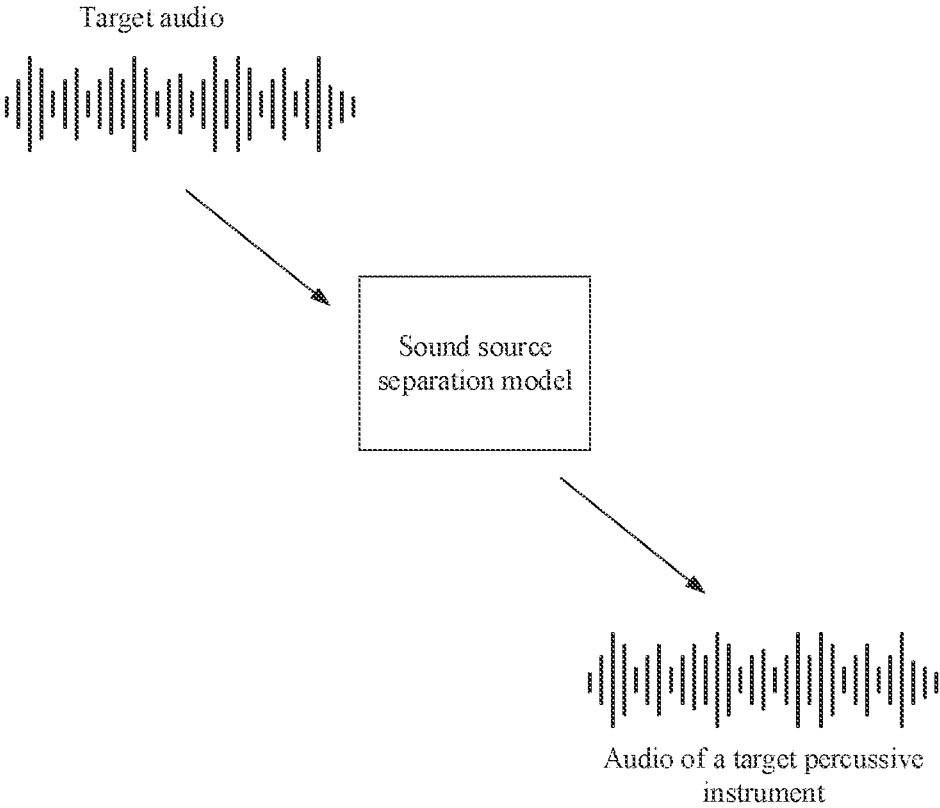 Target audio
Sound source
separation model
Audio of a target percussive
instrument